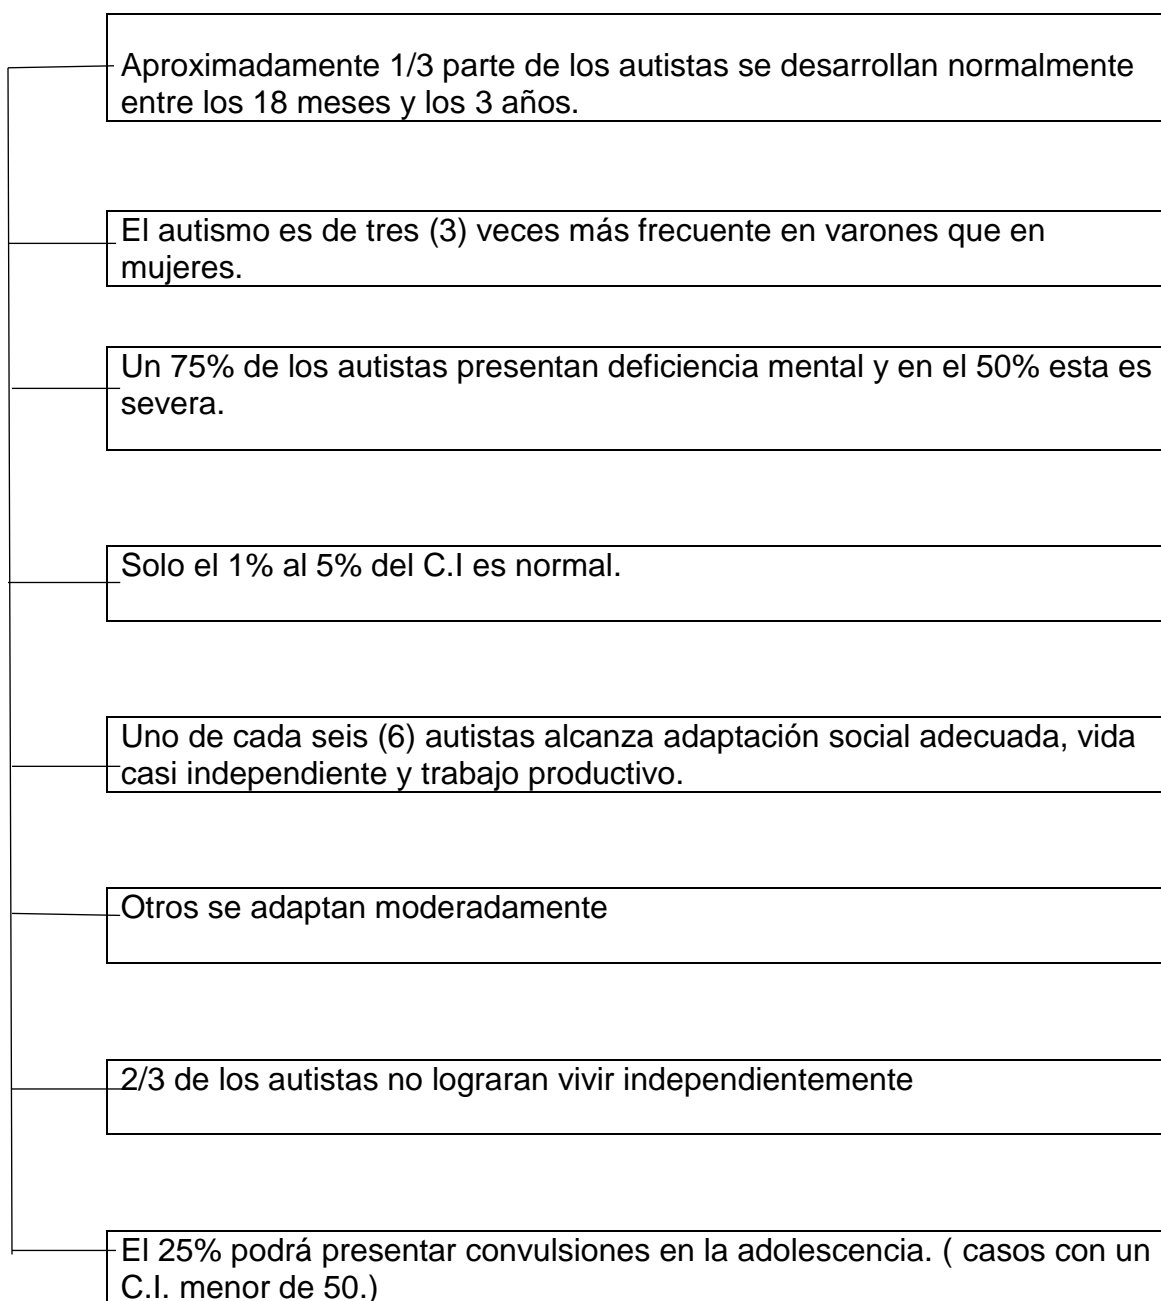 Aproximadamente 1/3 parte de los autistas se desarrollan normalmente
entre los 18 meses y los 3 años.
El autismo es de tres (3) veces más frecuente en varones que en
mujeres.
Un 75% de los autistas presentan deficiencia mental y en el 50% esta es
severa.
Solo el 1% al 5% del C.I es normal.
Uno de cada seis (6) autistas alcanza adaptación social adecuada, vida
casi independiente y trabajo productivo.
Otros se adaptan moderadamente
2/3 de los autistas no lograran vivir independientemente
El 25% podrá presentar convulsiones en la adolescencia. ( casos con un
C.I. menor de 50.)